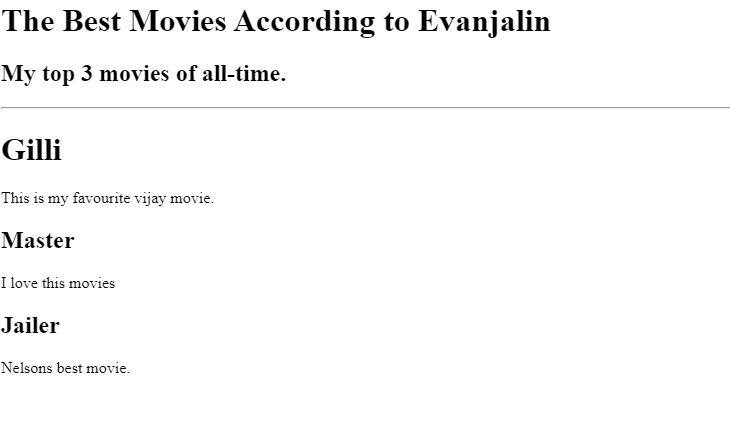 The Best Movies According to Evanjalin
My top 3 movies of all-time.
Gilli
This is my favourite vijay movie.
Master
I love this movies
Jailer
Nelsons best movie.